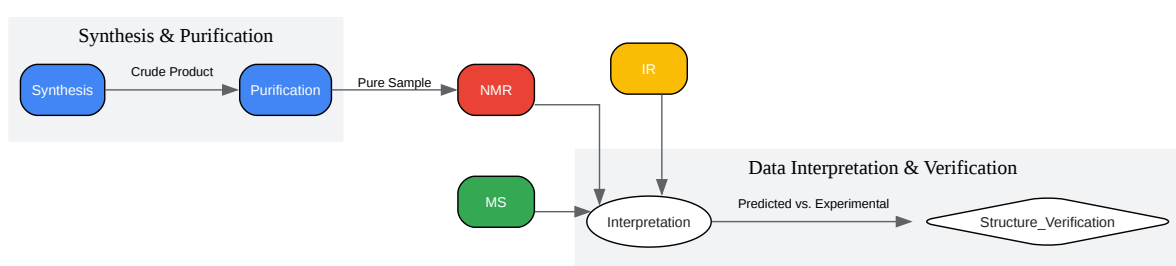 Synthesis & Purification
Synthesis
Crude Product
Purification
Pure Sample
NMR
IR
MS
Data Interpretation & Verification
Interpretation
Predicted vs. Experimental
Structure_Verification